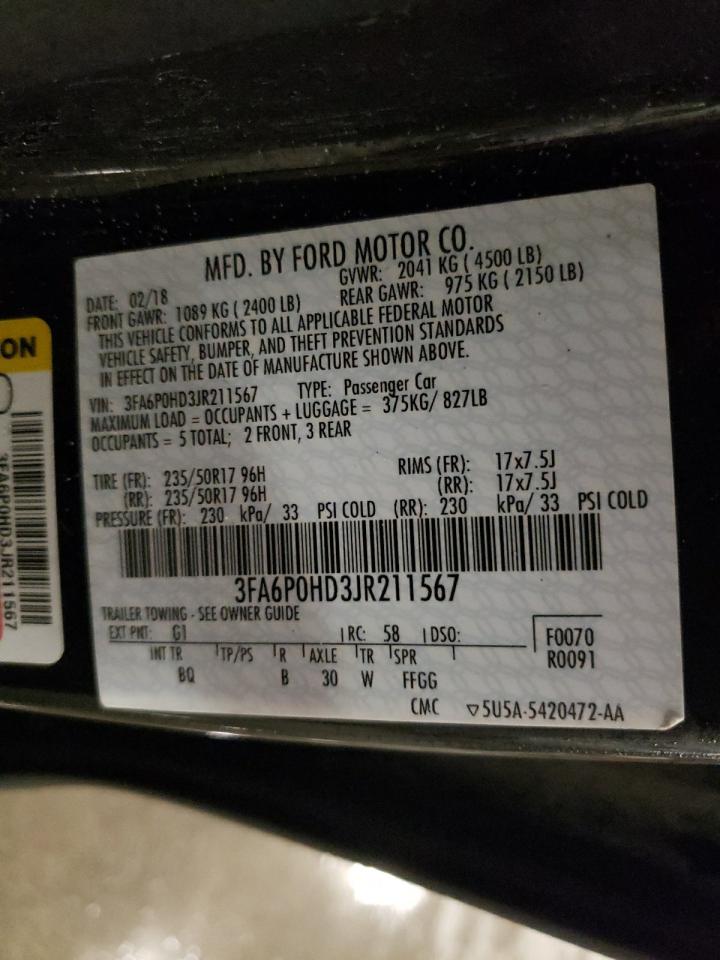 MFD. BY FORD MOTOR CO.
DATE: 02/18 GVWR: 2041 KG ( 4500 LB)
FRONT GAWR: 1089 KG ( 2400 LB) REAR GAWR: 975 KG ( 2150 LB)
THIS VEHICLE CONFORMS TO ALL APPLICABLE FEDERAL MOTOR
VEHICLE SAFETY, BUMPER, AND THEFT PREVENTION STANDARDS
IN EFFECT ON THE DATE OF MANUFACTURE SHOWN ABOVE.
VIN: 3FA6P0HD3JR211567 TYPE: Passenger Car
MAXIMUM LOAD = OCCUPANTS + LUGGAGE = 375KG/ 827LB
OCCUPANTS = 5 TOTAL; 2 FRONT, 3 REAR
TIRE (FR): 235/50R17 96H RIMS (FR): 17x7.5J
(RR): 235/50R17 96H (RR): 17x7.5J
PRESSURE (FR): 230 kPa/ 33 PSI COLD (RR): 230 kPa/ 33 PSI COLD
3FA6P0HD3JR211567
TRAILER TOWING - SEE OWNER GUIDE
EXT PNT: G1 RC: 58 DSO: F0070
INT TR TP/PS R AXLE TR SPR R0091
BQ B 30 W FFGG
CMC ▽5U5A-5420472-AA
ON
3FA6P0HD3JR211567